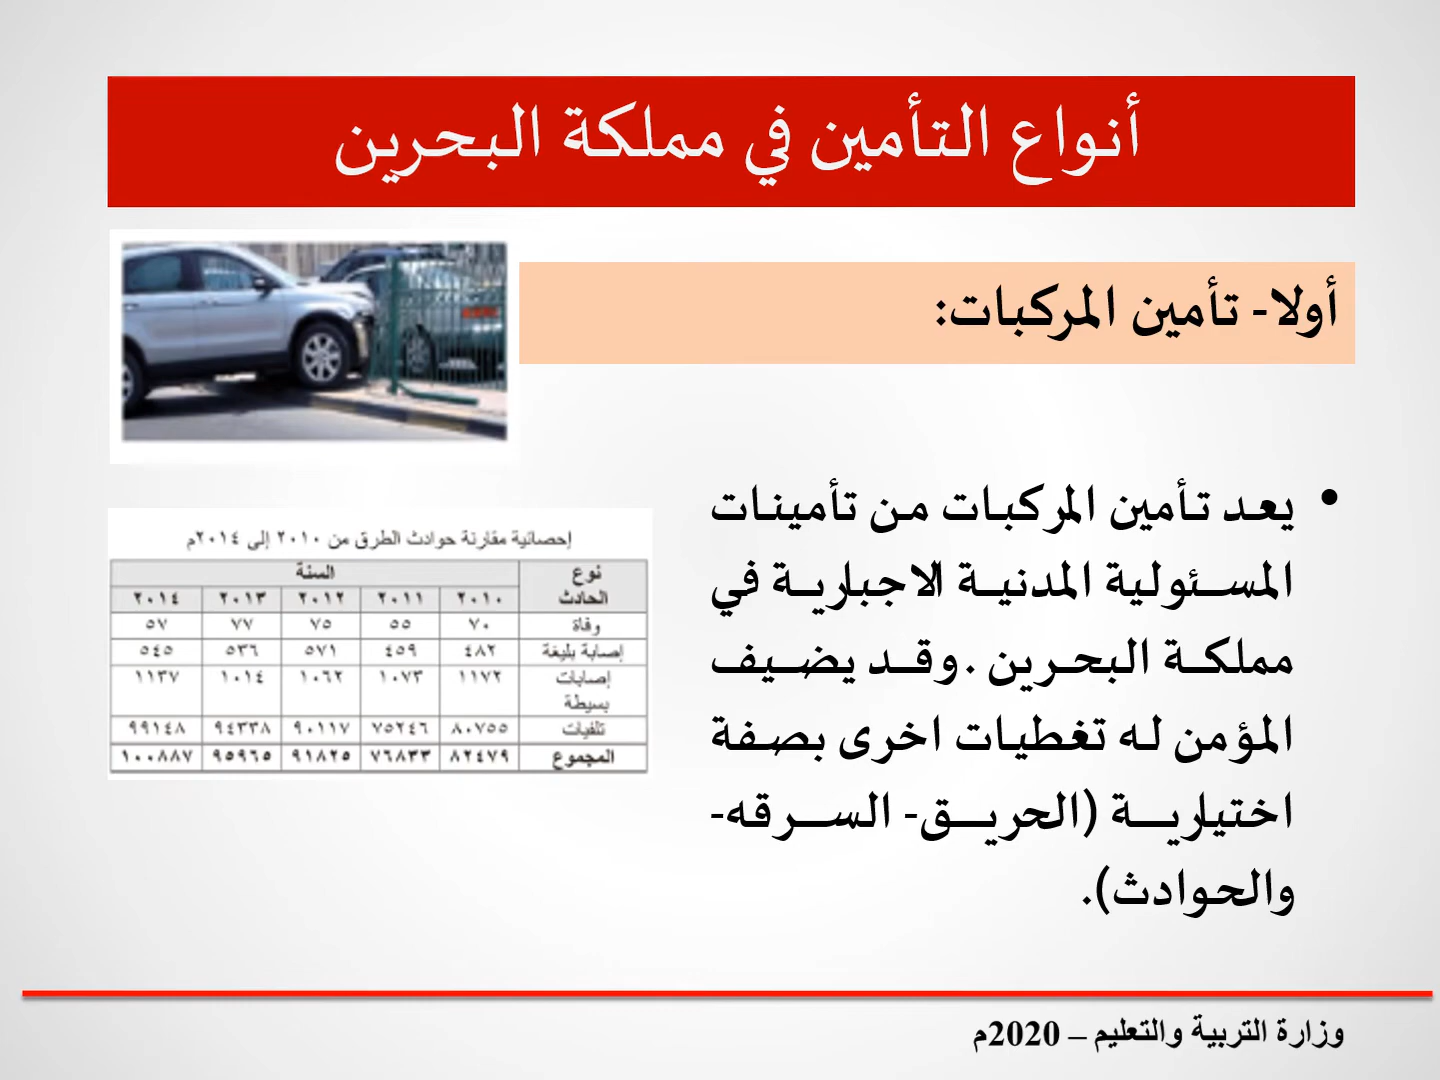 أنواع التأمين في مملكة البحرين
أولا- تأمين المركبات:
• يعد تأمين المركبات من تأمينات
المسئولية المدنية الاجبارية في
مملكة البحرين .وقد يضيف
المؤمن له تغطيات اخرى بصفة
اختيارية (الحريق- السرقه-
والحوادث).
إحصائية مقارنة حوادث الطرق من ٢٠١٠ إلى ٢٠١٤م
نوع الحادث السنة
٢٠١٠ ٢٠١١ ٢٠١٢ ٢٠١٣ ٢٠١٤
وفاة ٧٠ ٥٥ ٧٥ ٧٧ ٥٧
إصابة بليغة ٤٨٢ ٤٥٩ ٥٧١ ٥٣٦ ٥٤٥
إصابات بسيطة ١١٧٢ ١٠٧٣ ١٠٦٢ ١٠١٤ ١١٣٧
تلفيات ٨٠٧٥٥ ٧٥٢٤٦ ٩٠١١٧ ٩٤٣٣٨ ٩٩١٤٨
المجموع ٨٢٤٧٩ ٧٦٨٣٣ ٩١٨٢٥ ٩٥٩٦٥ ١٠٠٨٨٧
وزارة التربية والتعليم – 2020م